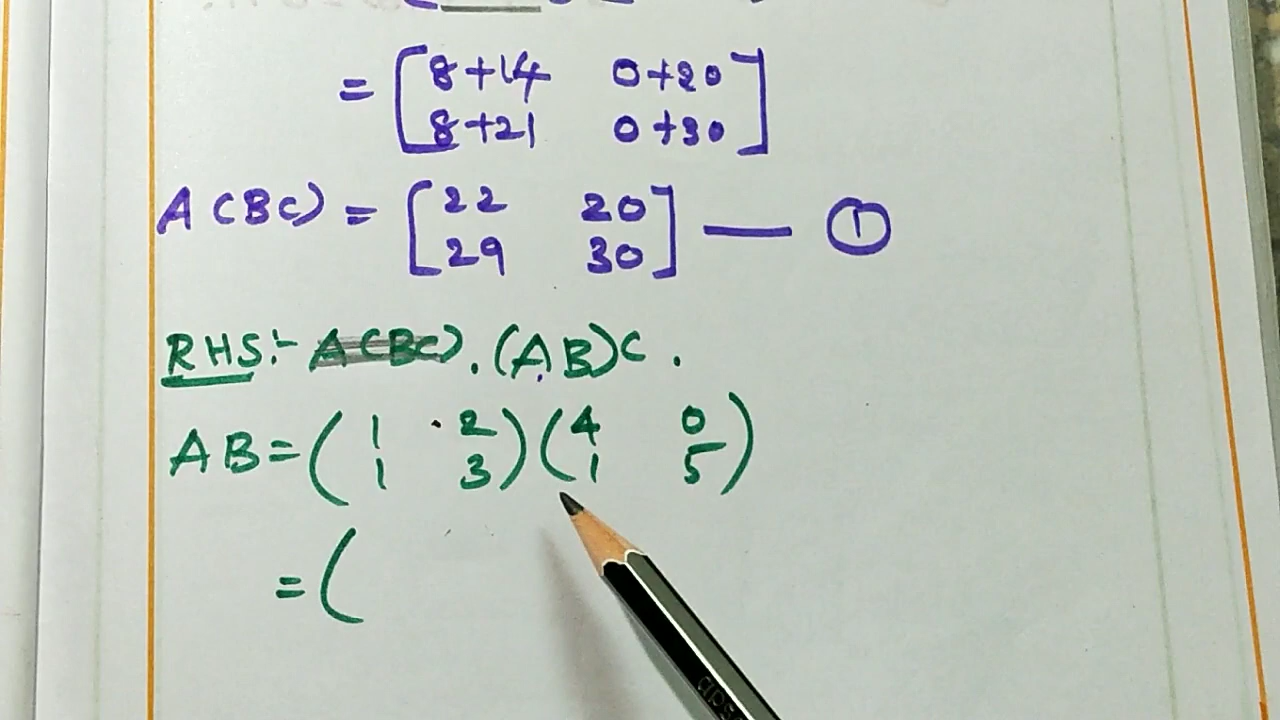 = [ 8+14 0+20
8+21 0+30 ]
A(BC) = [ 22 20
29 30 ] — ①
RHS:- A(BC). (AB)C.
AB = ( 1 2 ) ( 4 0 )
1 3 1 5
= (